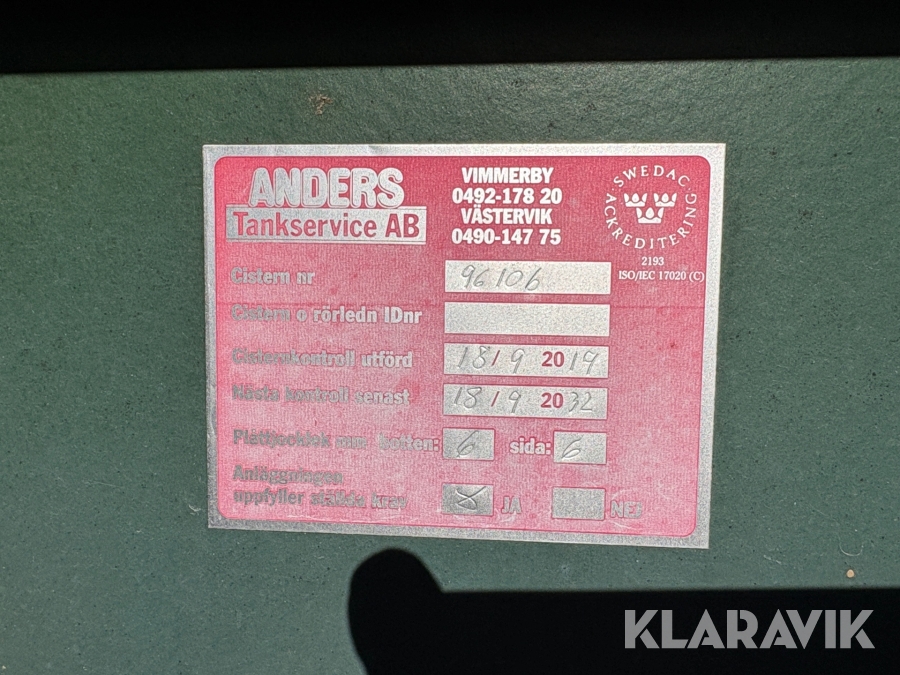 ANDERS
Tankservice AB
VIMMERBY
0492-178 20
VÄSTERVIK
0490-147 75
SWEDAC
ACKREDITERING
2193
ISO/IEC 17020 (C)
Cistern nr 96106
Cistern o rörledn IDnr
Cisternkontroll utförd 18/9 2019
Nästa kontroll senast 18/9 2032
Plåttjocklek mm botten: 6 sida: 6
Anläggningen
uppfyller ställda krav JA NEJ
KLARAVIK